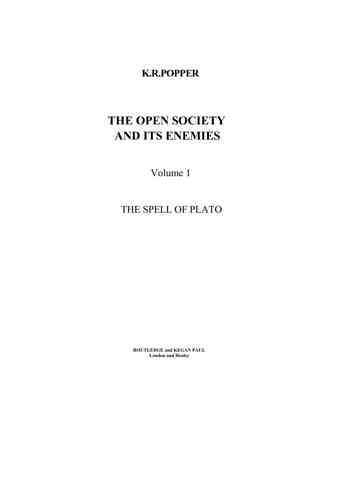 K.R.POPPER
THE OPEN SOCIETY
AND ITS ENEMIES
Volume 1
THE SPELL OF PLATO
ROUTLEDGE and KEGAN PAUL
London and Henley